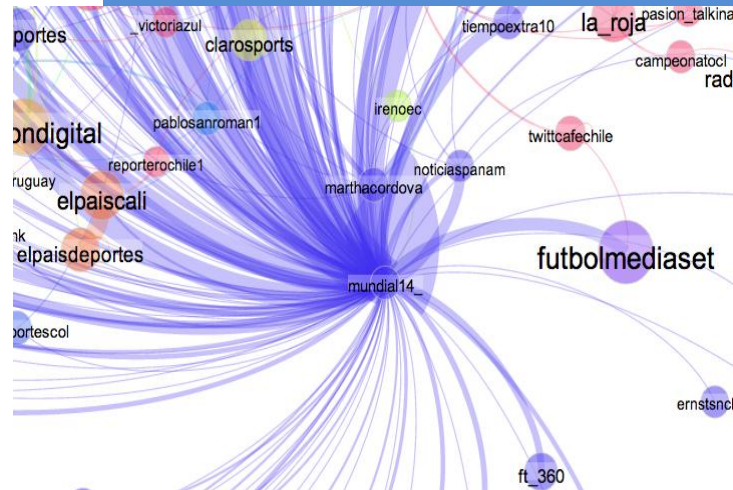 _victoriazul
tiempoextra10
la_roja
pasion_talkina
portes
clarosports
campeonatocl
rad
irenoec
pablosanroman1
twittcafechile
ondigital
reporterochile1
noticiaspanam
marthacordova
ruguay
elpaiscali
nk
elpaisdeportes
futbolmediaset
mundial14_
portescol
ernstsncl
ft_360